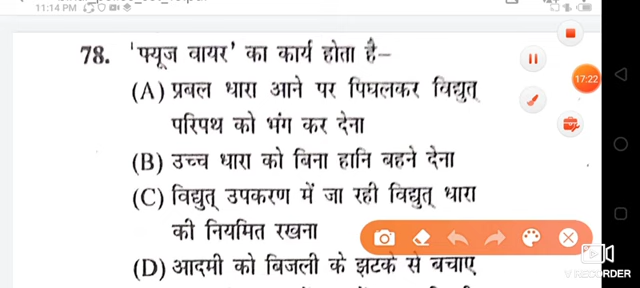 11:14 PM
78. 'फ्यूज वायर' का कार्य होता है–
(A) प्रबल धारा आने पर पिघलकर विद्युत्
परिपथ को भंग कर देना
(B) उच्च धारा को बिना हानि बहने देना
(C) विद्युत् उपकरण में जा रही विद्युत् धारा
की नियमित रखना
(D) आदमी को बिजली के झटके से बचाए
17:22
V RECORDER